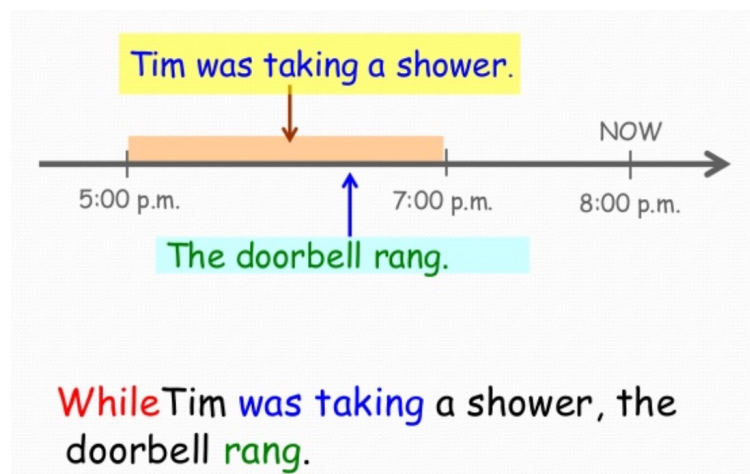 Tim was taking a shower.
NOW
5:00 p.m.
7:00 p.m.
8:00 p.m.
The doorbell rang.
WhileTim was taking a shower, the
doorbell rang.